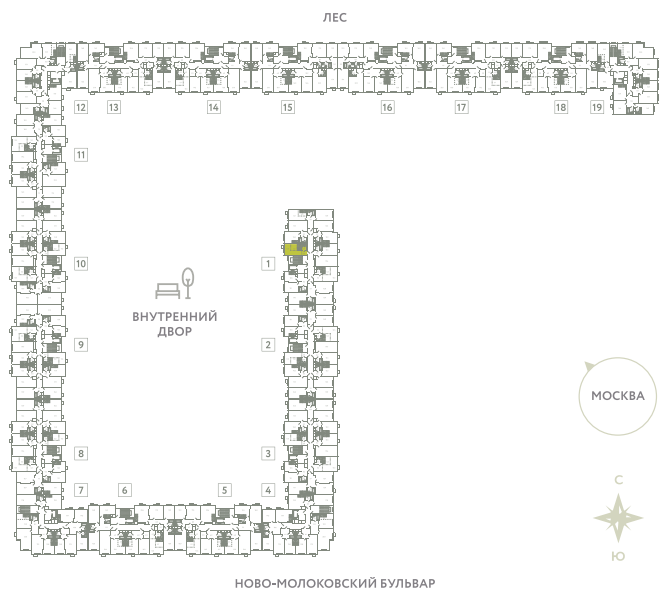 ЛЕС
12 13 14 15 16 17 18 19
11
10 1
ВНУТРЕННИЙ
ДВОР
9 2
МОСКВА
8 3
7 6 5 4
С
Ю
НОВО-МОЛОКОВСКИЙ БУЛЬВАР